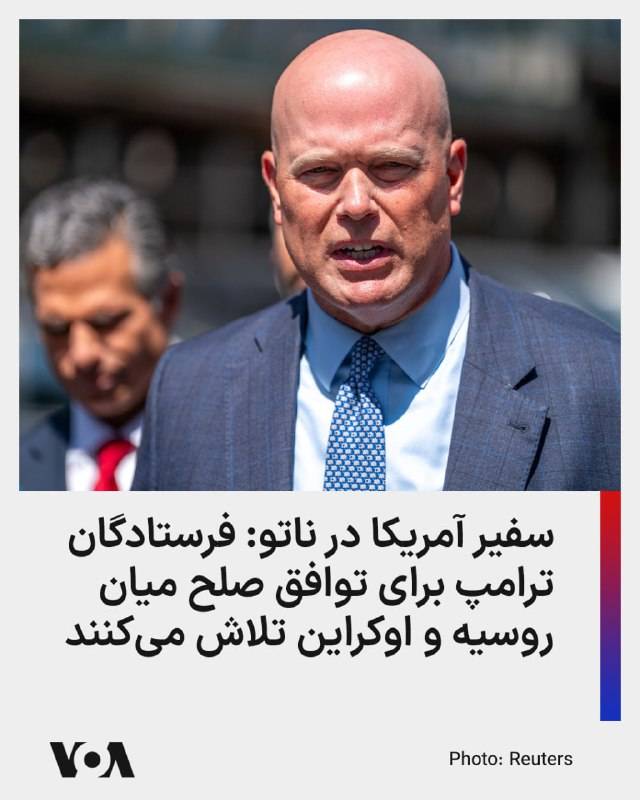 سفیر آمریکا در ناتو: فرستادگان
ترامپ برای توافق صلح میان
روسیه و اوکراین تلاش می‌کنند
VOA
Photo: Reuters